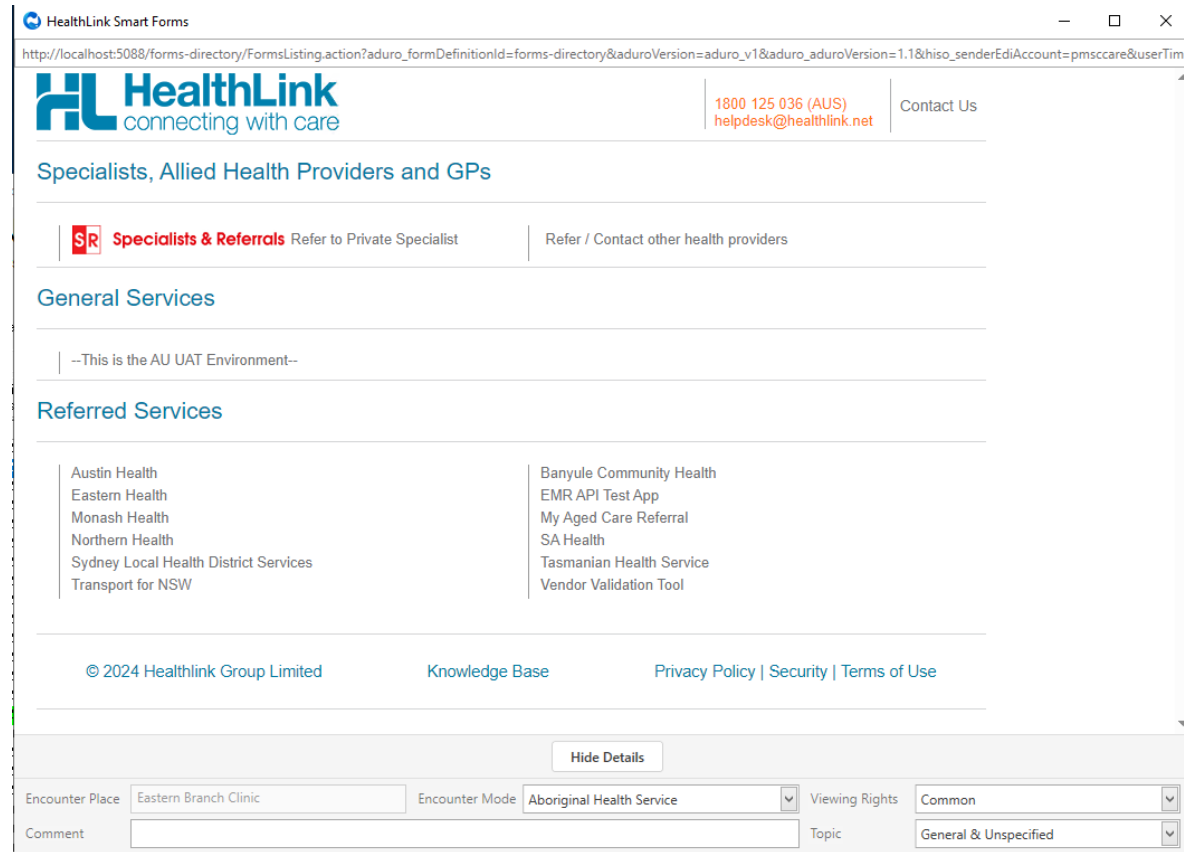 HealthLink Smart Forms
http://localhost:5088/forms-directory/FormsListing.action?aduro_formDefinitionId=forms-directory&aduroVersion=aduro_v1&aduro_aduroVersion=1.1&hiso_senderEdiAccount=pmsccare&userTim
HL HealthLink
connecting with care
1800 125 036 (AUS)
helpdesk@healthlink.net
Contact Us
Specialists, Allied Health Providers and GPs
SR Specialists & Referrals Refer to Private Specialist
Refer / Contact other health providers
General Services
--This is the AU UAT Environment--
Referred Services
Austin Health
Eastern Health
Monash Health
Northern Health
Sydney Local Health District Services
Transport for NSW
Banyule Community Health
EMR API Test App
My Aged Care Referral
SA Health
Tasmanian Health Service
Vendor Validation Tool
© 2024 Healthlink Group Limited Knowledge Base Privacy Policy | Security | Terms of Use
Hide Details
Encounter Place Eastern Branch Clinic Encounter Mode Aboriginal Health Service Viewing Rights Common
Comment Topic General & Unspecified